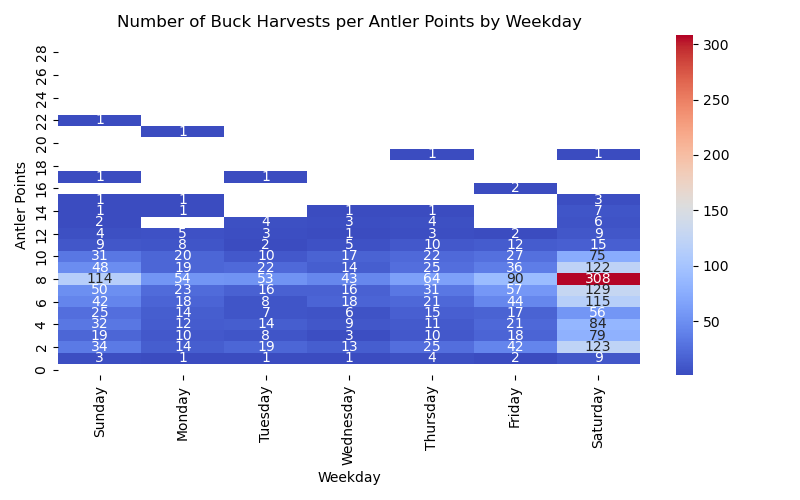 Number of Buck Harvests per Antler Points by Weekday
Antler Points
28
26
24
22 1
1
20
1 1
18
1 1
16 2
1 1 3
14 1 1 1 1 7
2 4 3 4 6
12 4 5 3 1 3 2 9
9 8 2 5 10 12 15
10 31 20 10 17 22 27 75
48 19 22 14 25 36 122
8 114 54 53 43 64 90 308
50 23 16 16 31 57 129
6 42 18 8 18 21 44 115
25 14 7 6 15 17 56
4 32 12 14 9 11 21 84
19 10 8 3 10 18 79
2 34 14 19 13 25 42 123
3 1 1 1 4 2 9
0
Sunday Monday Tuesday Wednesday Thursday Friday Saturday
Weekday
300
250
200
150
100
50